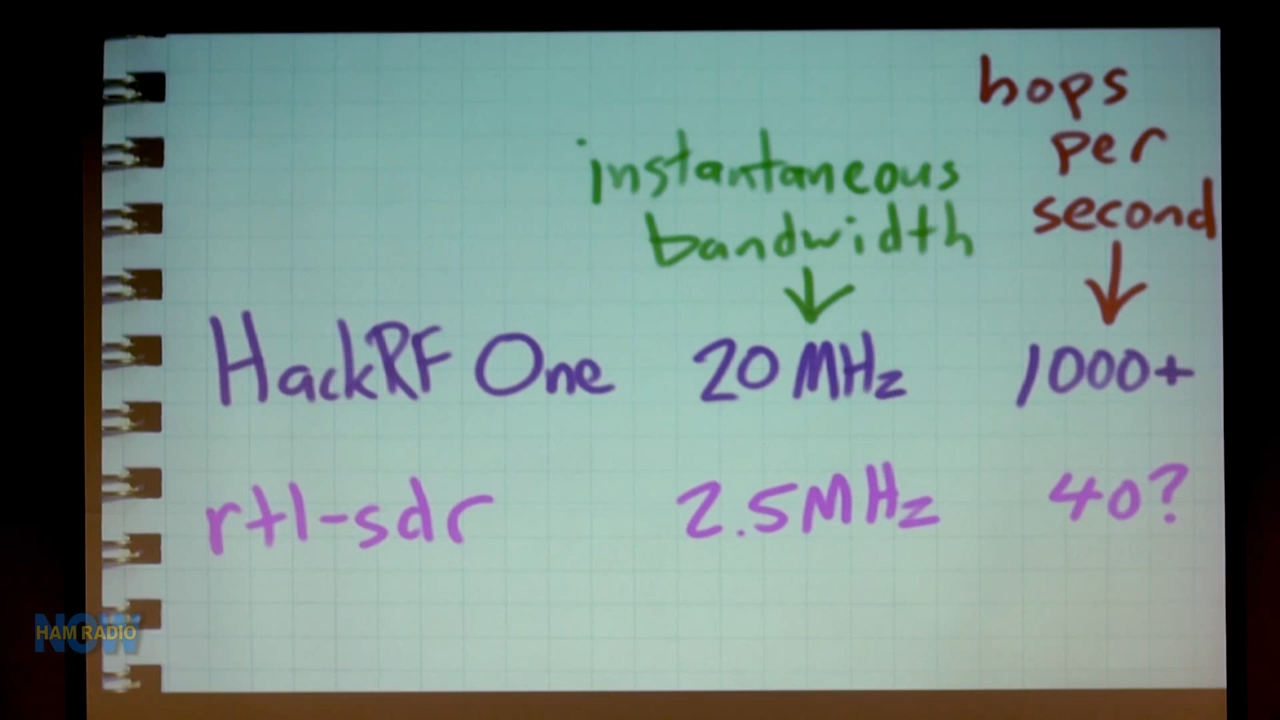 hops
per
second
instantaneous
bandwidth
HackRF One 20 MHz 1000+
rtl-sdr 2.5 MHz 40?
NOW
HAM RADIO